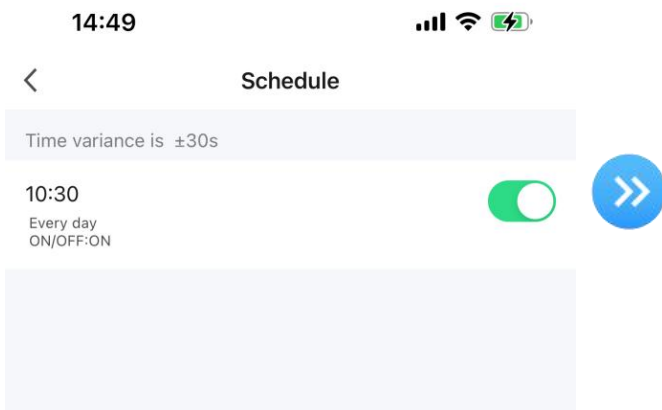 14:49
Schedule
Time variance is ±30s
10:30
Every day
ON/OFF:ON